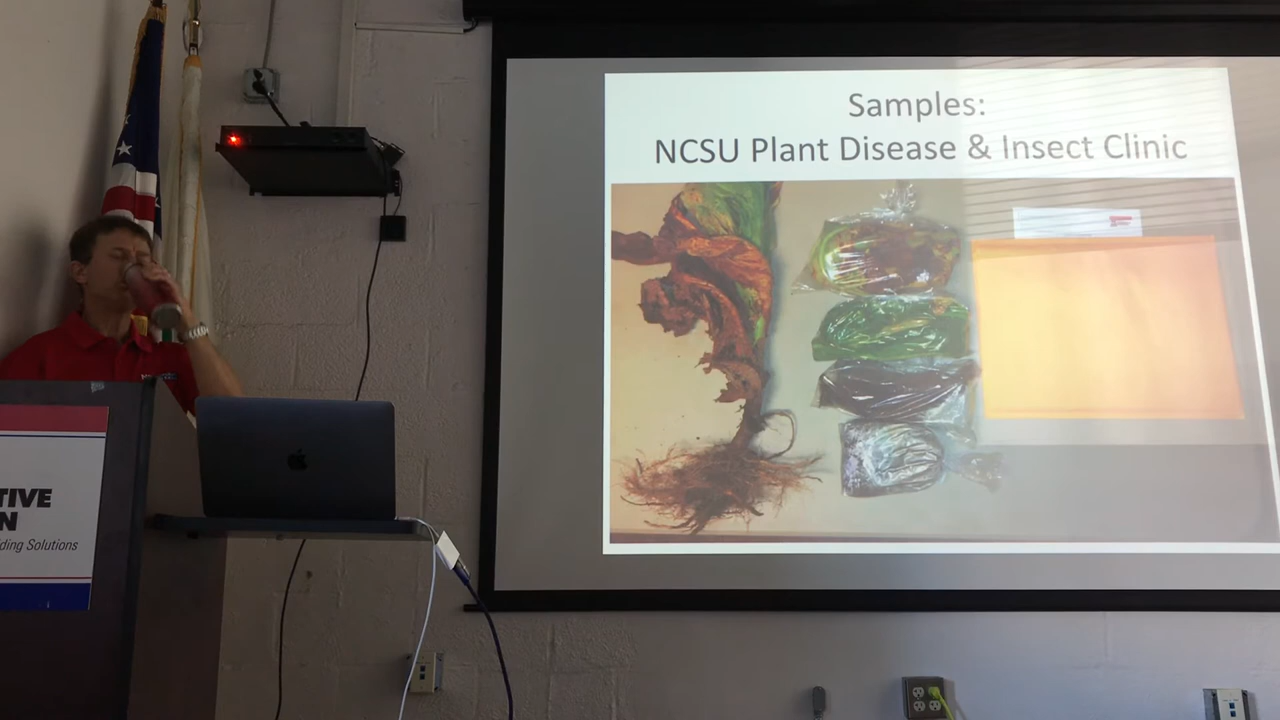 Samples:
NCSU Plant Disease & Insect Clinic
TIVE
N
ding Solutions